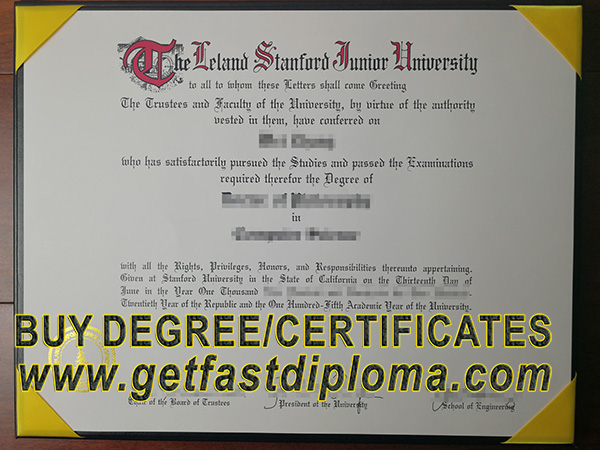 The Leland Stanford Junior University
to all to whom these Letters shall come Greeting
The Trustees and Faculty of the University, by virtue of the authority
vested in them, have conferred on
who has satisfactorily pursued the Studies and passed the Examinations
required therefor the Degree of
in
with all the Rights, Privileges, Honors, and Responsibilities thereunto appertaining.
Given at Stanford University in the State of California on the Thirteenth Day of
June in the Year One Thousand
Twentieth Year of the Republic and the One Hundred-Fifth Academic Year of the University.
BUY DEGREE/CERTIFICATES
www.getfastdiploma.com
of the Board of Trustees
President of the University
School of Engineering